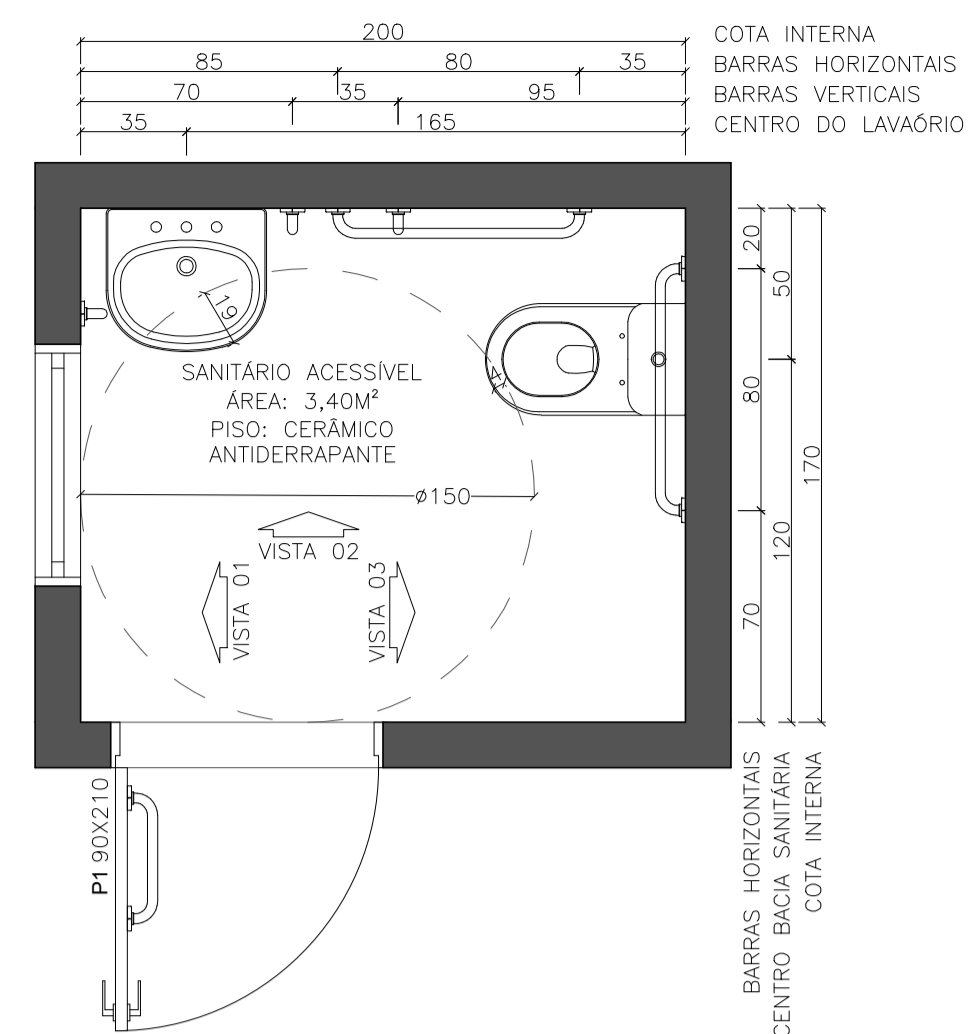 200 COTA INTERNA
85 80 35 BARRAS HORIZONTAIS
70 35 95 BARRAS VERTICAIS
35 165 CENTRO DO LAVAÓRIO
20
50
19
SANITÁRIO ACESSÍVEL
ÁREA: 3,40M²
PISO: CERÂMICO
ANTIDERRAPANTE
80
170
ø150
VISTA 02
120
VISTA 01
VISTA 03
70
P1 90X210
BARRAS HORIZONTAIS
CENTRO BACIA SANITÁRIA
COTA INTERNA